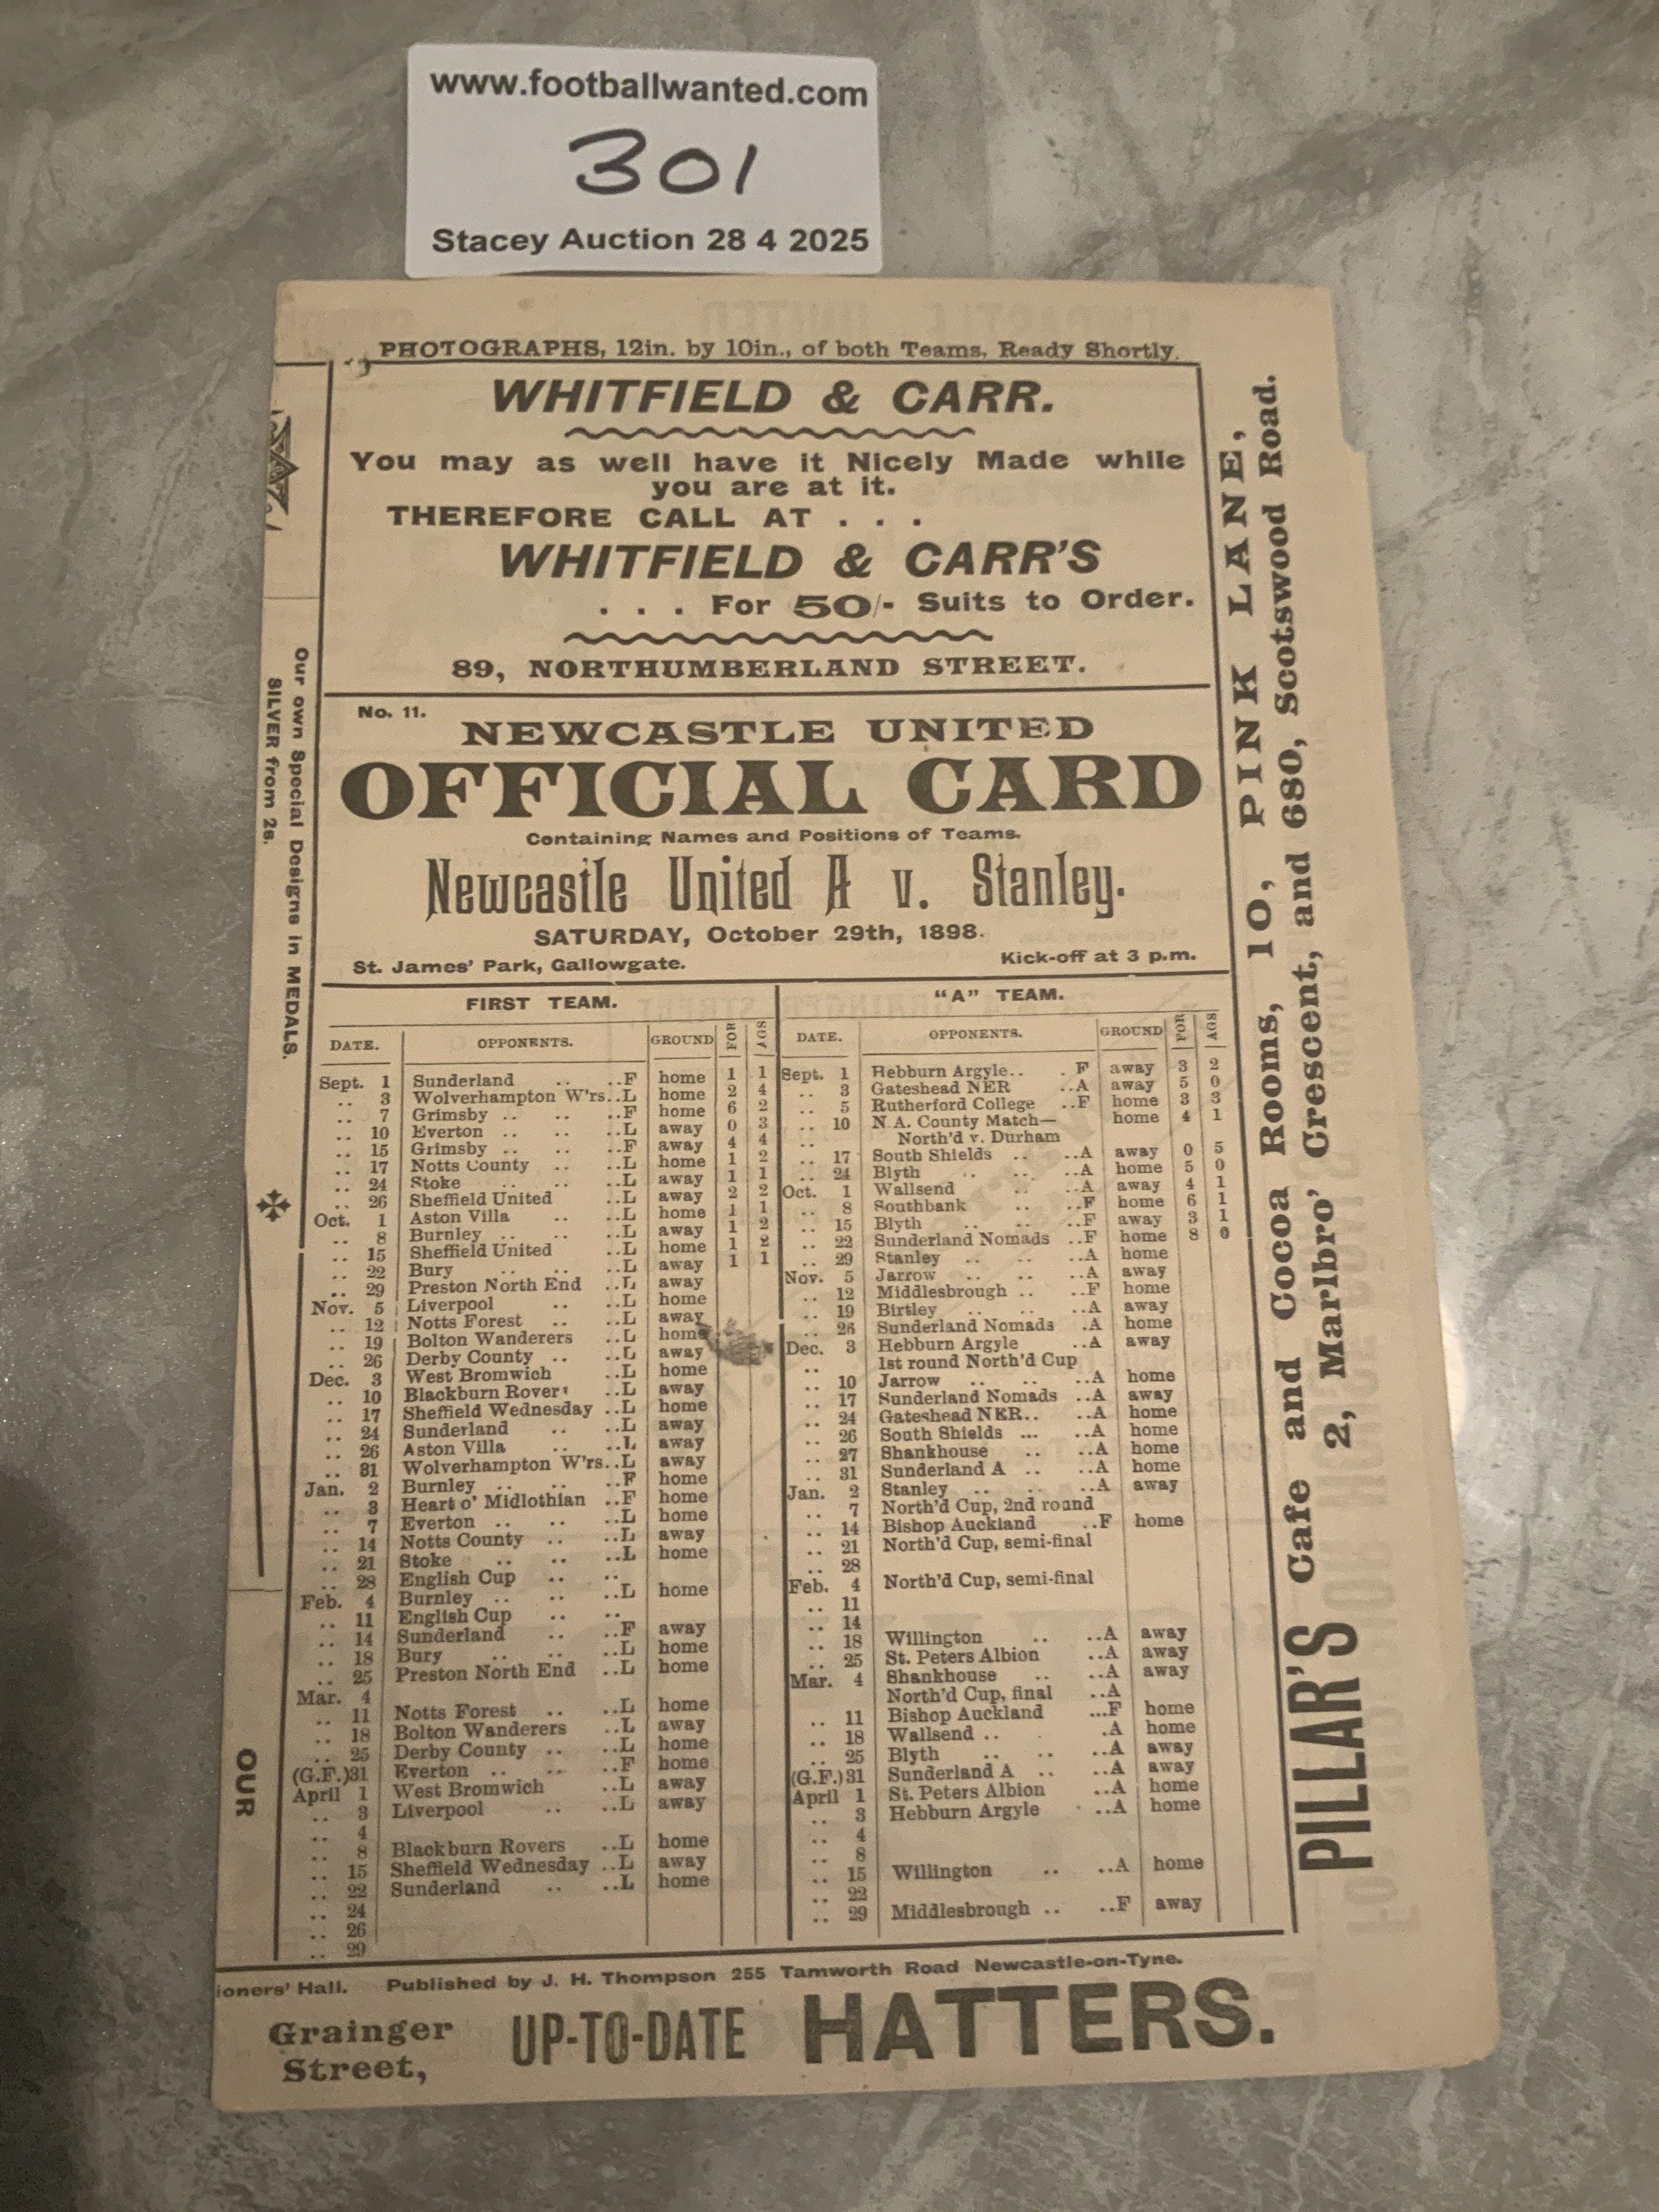 www.footballwanted.com
301
Stacey Auction 28 4 2025
PHOTOGRAPHS, 12in. by 10in., of both Teams, Ready Shortly.
WHITFIELD & CARR.
You may as well have it Nicely Made while
you are at it.
THEREFORE CALL AT . . .
WHITFIELD & CARR'S
. . . For 50/- Suits to Order.
89, NORTHUMBERLAND STREET.
No. 11.
NEWCASTLE UNITED
OFFICIAL CARD
Containing Names and Positions of Teams.
Newcastle United A v. Stanley.
SATURDAY, October 29th, 1898.
St. James' Park, Gallowgate. Kick-off at 3 p.m.
FIRST TEAM.
DATE. OPPONENTS. GROUND FOR AGS
Sept. 1 Sunderland .. ..F home 1 1
.. 3 Wolverhampton W'rs..L home 2 4
.. 7 Grimsby .. .. ..F home 6 2
.. 10 Everton .. .. ..L away 0 3
.. 15 Grimsby .. .. ..F away 4 4
.. 17 Notts County .. ..L home 1 2
.. 24 Stoke .. .. ..L away 1 1
.. 26 Sheffield United ..L away 2 2
Oct. 1 Aston Villa .. ..L home 1 1
.. 8 Burnley .. .. ..L away 1 2
.. 15 Sheffield United ..L home 1 2
.. 22 Bury .. .. ..L away 1 1
.. 29 Preston North End ..L away
Nov. 5 Liverpool .. ..L home
.. 12 Notts Forest .. ..L away
.. 19 Bolton Wanderers ..L home
.. 26 Derby County .. ..L away
Dec. 3 West Bromwich ..L home
.. 10 Blackburn Rovers ..L away
.. 17 Sheffield Wednesday ..L home
.. 24 Sunderland .. ..L away
.. 26 Aston Villa .. ..L away
.. 31 Wolverhampton W'rs..L away
Jan. 2 Burnley .. .. ..F home
.. 3 Heart o' Midlothian ..F home
.. 7 Everton .. .. ..L home
.. 14 Notts County .. ..L away
.. 21 Stoke .. .. ..L home
.. 28 English Cup .. ..
Feb. 4 Burnley .. .. ..L home
.. 11 English Cup .. ..
.. 14 Sunderland .. ..F away
.. 18 Bury .. .. ..L home
.. 25 Preston North End ..L home
Mar. 4
.. 11 Notts Forest .. ..L home
.. 18 Bolton Wanderers ..L away
.. 25 Derby County .. ..L home
(G.F.)31 Everton .. .. ..F home
April 1 West Bromwich ..L away
.. 3 Liverpool .. ..L away
.. 4
.. 8 Blackburn Rovers ..L home
.. 15 Sheffield Wednesday ..L away
.. 22 Sunderland .. ..L home
.. 24
.. 26
.. 29
"A" TEAM.
DATE. OPPONENTS. GROUND FOR AGS
Sept. 1 Hebburn Argyle.. . F away 3 2
.. 3 Gateshead NER ..A away 5 0
.. 5 Rutherford College ..F home 3 3
.. 10 N.A. County Match— home 4 1
.. North'd v. Durham
.. 17 South Shields .. ..A away 0 5
.. 24 Blyth .. .. ..A home 5 0
Oct. 1 Wallsend .. ..A away 4 1
.. 8 Southbank .. ..F home 6 1
.. 15 Blyth .. .. ..F away 3 1
.. 22 Sunderland Nomads ..F home 8 0
.. 29 Stanley .. .. ..A home
Nov. 5 Jarrow .. .. ..A away
.. 12 Middlesbrough .. ..F home
.. 19 Birtley .. .. ..A away
.. 26 Sunderland Nomads .A home
Dec. 3 Hebburn Argyle ..A away
.. 1st round North'd Cup
.. 10 Jarrow .. .. ..A home
.. 17 Sunderland Nomads ..A away
.. 24 Gateshead NER.. ..A home
.. 26 South Shields ... ..A home
.. 27 Shankhouse .. ..A home
.. 31 Sunderland A .. ..A home
Jan. 2 Stanley .. .. ..A away
.. 7 North'd Cup, 2nd round
.. 14 Bishop Auckland ..F home
.. 21 North'd Cup, semi-final
.. 28
Feb. 4 North'd Cup, semi-final
.. 11
.. 14
.. 18 Willington .. ..A away
.. 25 St. Peters Albion ..A away
Mar. 4 Shankhouse .. ..A away
North'd Cup, final ..A
.. 11 Bishop Auckland ...F home
.. 18 Wallsend .. .A home
.. 25 Blyth .. .. ..A away
(G.F.)31 Sunderland A .. ..A away
April 1 St. Peters Albion ..A home
.. 3 Hebburn Argyle ..A home
.. 4
.. 8
.. 15 Willington .. ..A home
.. 22
.. 29 Middlesbrough .. ..F away
ioners' Hall. Published by J. H. Thompson 255 Tamworth Road Newcastle-on-Tyne.
Grainger
Street,
UP-TO-DATE HATTERS.
Our own Special Designs in MEDALS.
SILVER from 2s.
OUR
PILLAR'S Cafe and Cocoa Rooms, 10, PINK LANE,
2, Marlbro' Crescent, and 680, Scotswood Road.